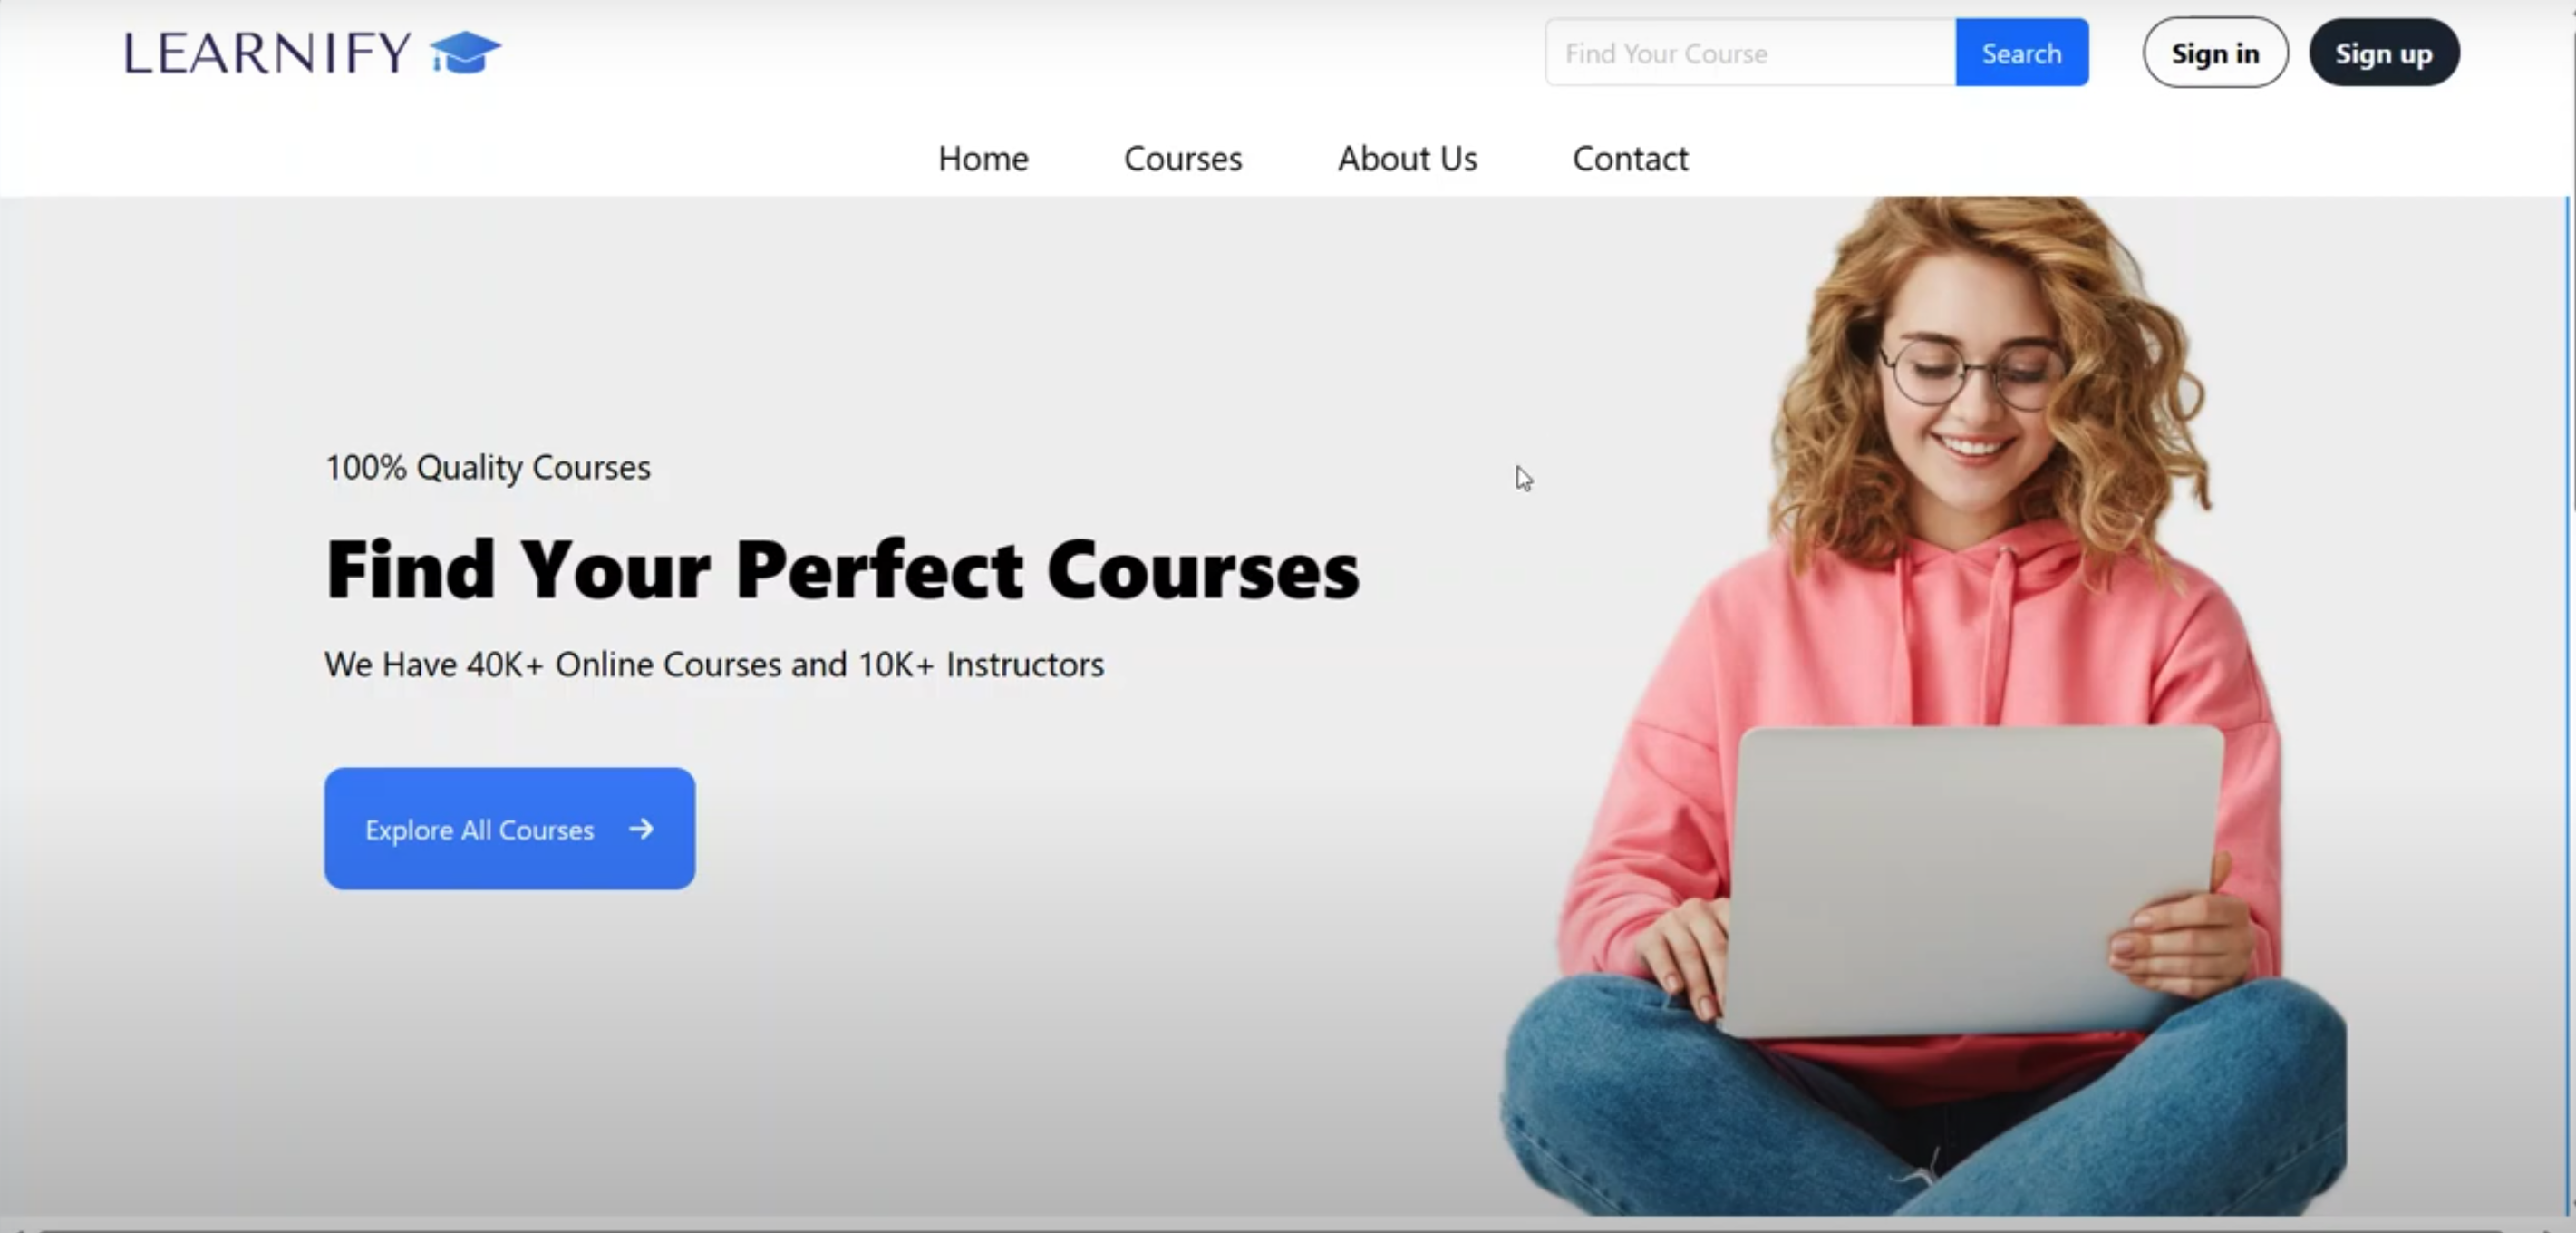 LEARNIFY
Find Your Course
Search
Sign in
Sign up
Home
Courses
About Us
Contact
100% Quality Courses
Find Your Perfect Courses
We Have 40K+ Online Courses and 10K+ Instructors
Explore All Courses →